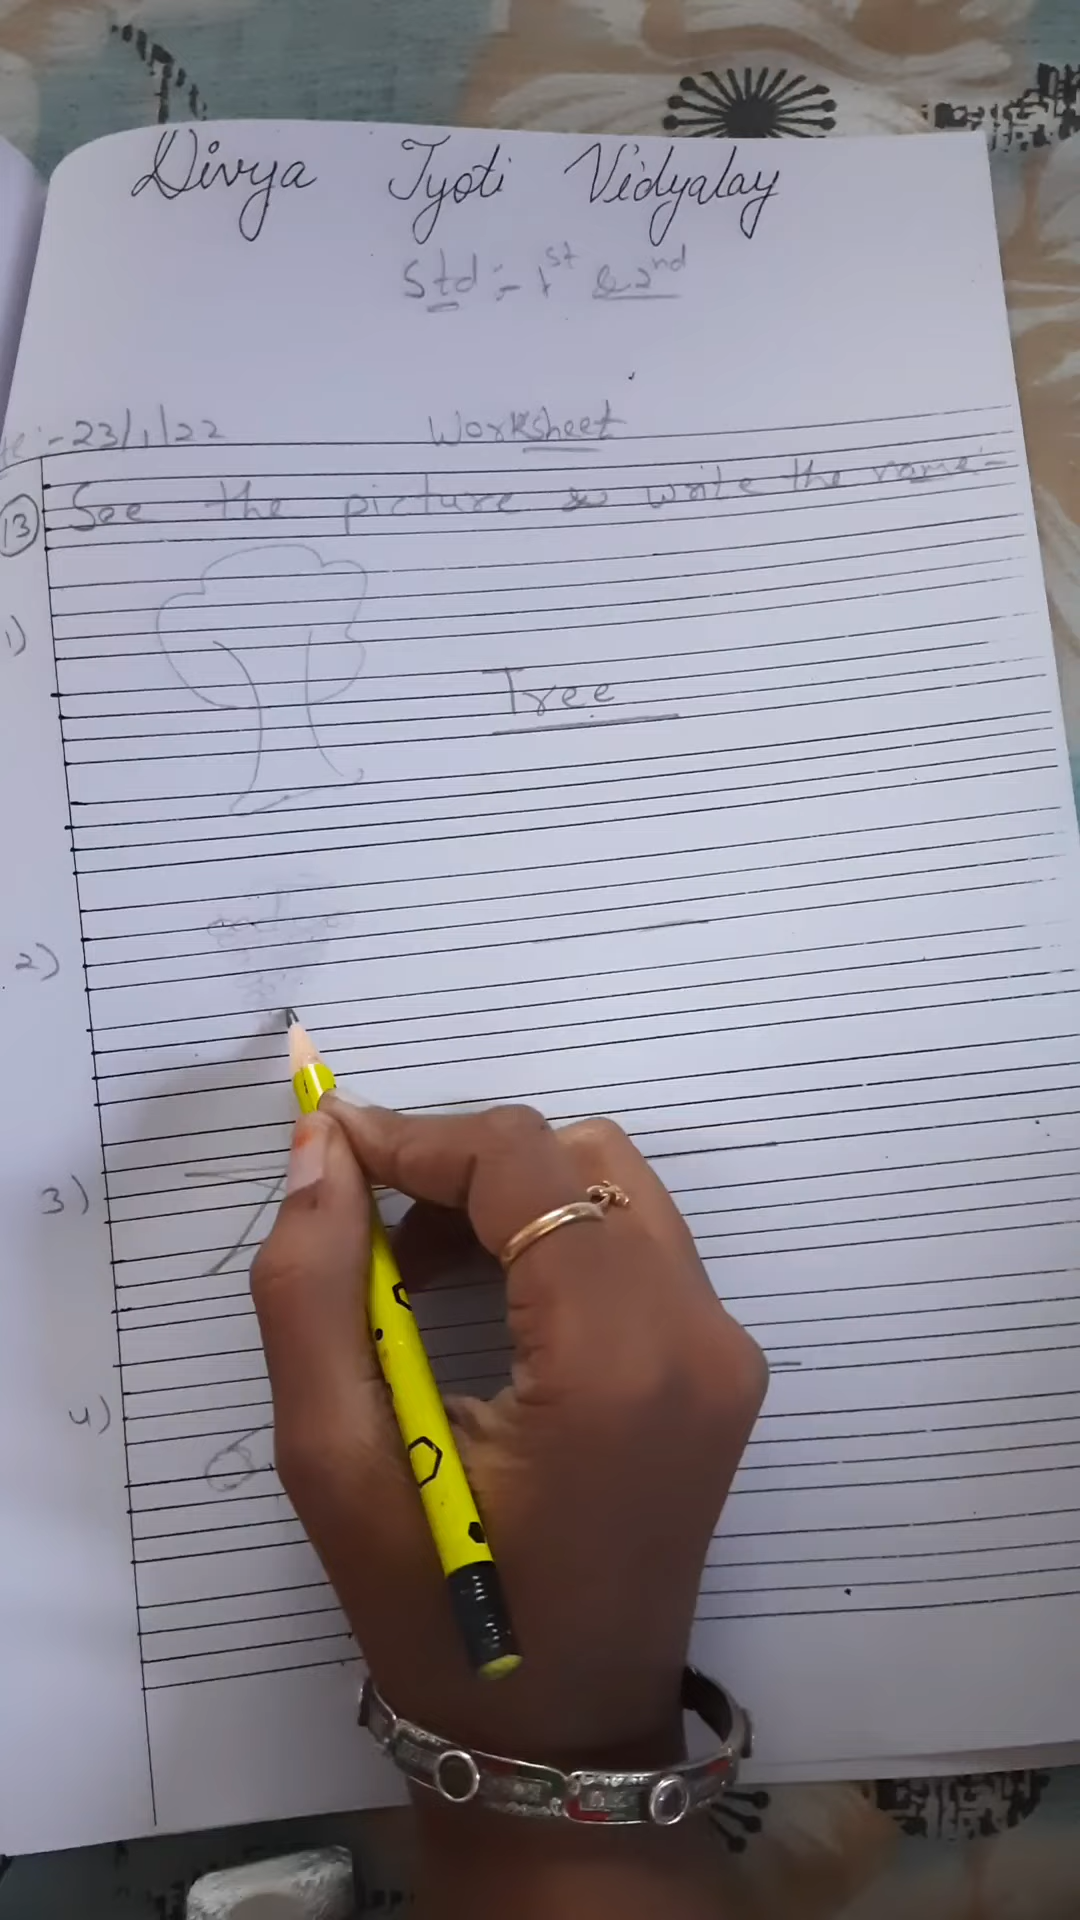 Divya Jyoti Vidyalay
Std :- 1st & 2nd
:- 23/1/22 Worksheet
13 See the picture & write the name :-
1) Tree
2)
3)
4)